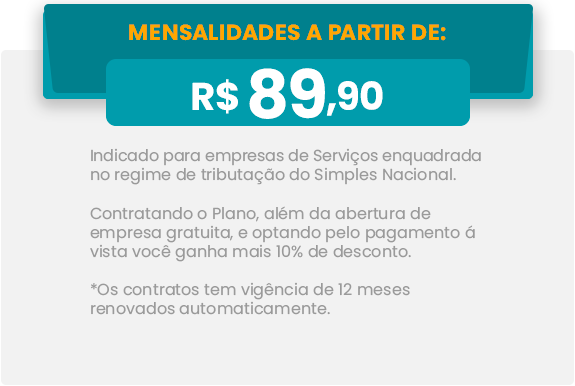 MENSALIDADES A PARTIR DE:
R$ 89,90
Indicado para empresas de Serviços enquadrada
no regime de tributação do Simples Nacional.
Contratando o Plano, além da abertura de
empresa gratuita, e optando pelo pagamento á
vista você ganha mais 10% de desconto.
*Os contratos tem vigência de 12 meses
renovados automaticamente.